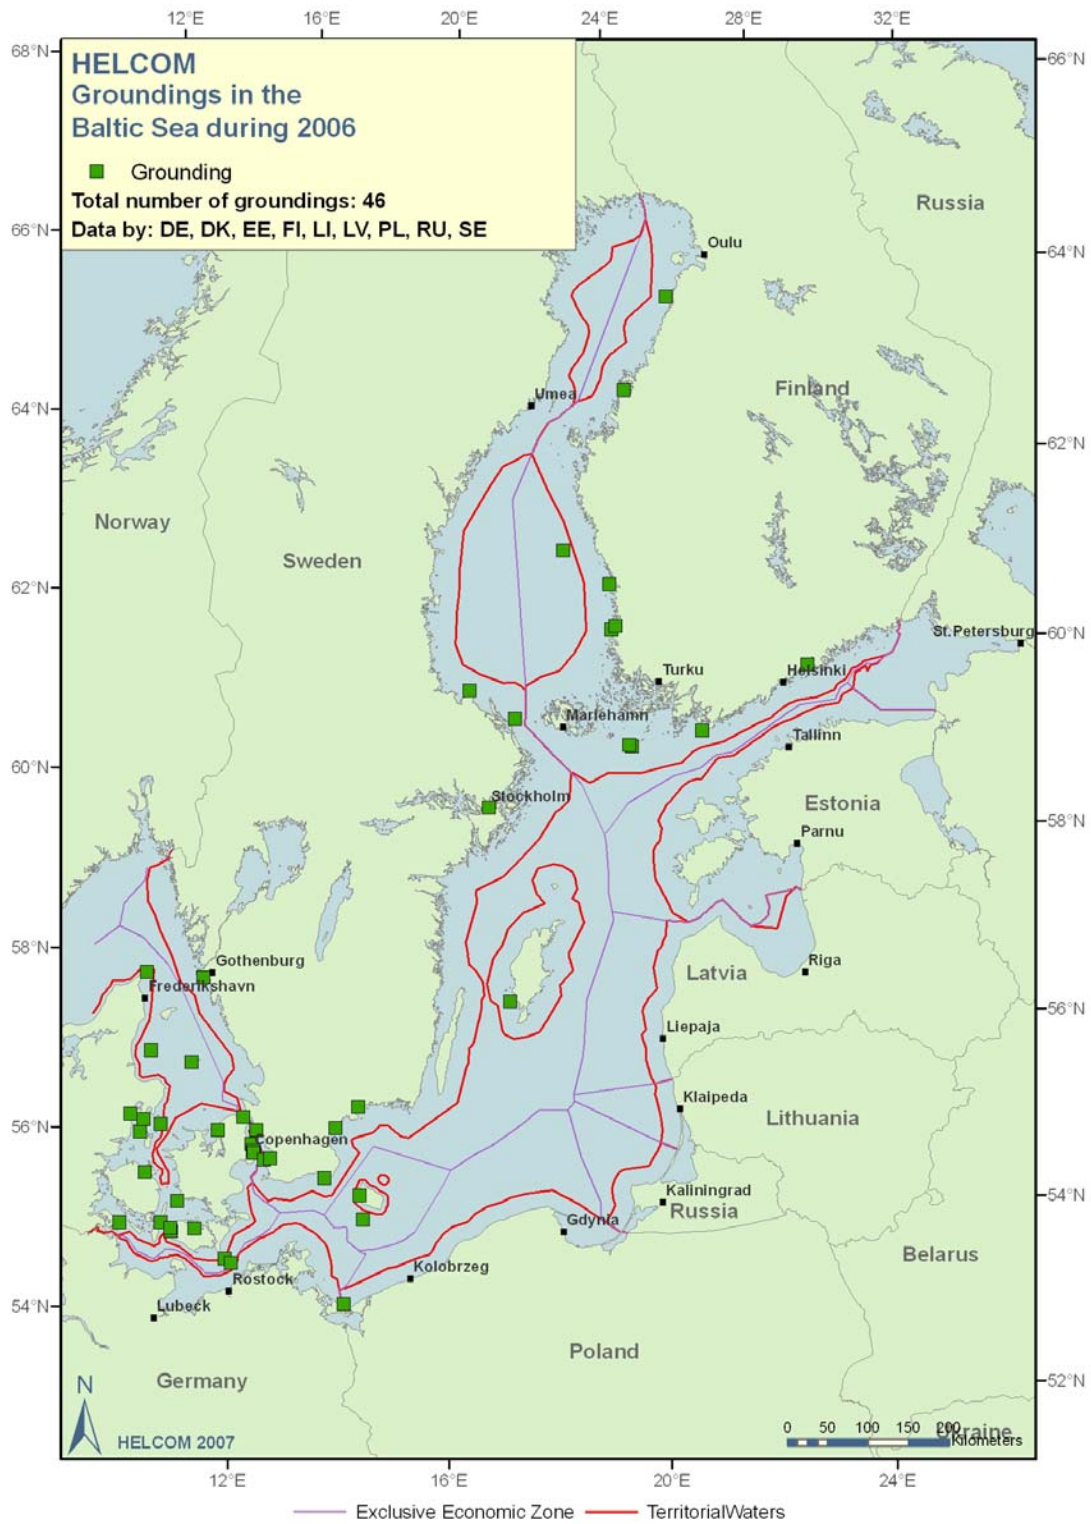 12°E 16°E 20°E 24°E 28°E 32°E
68°N
66°N
HELCOM
Groundings in the
Baltic Sea during 2006
Grounding
Total number of groundings: 46
Data by: DE, DK, EE, FI, LI, LV, PL, RU, SE
Russia
66°N
Oulu
64°N
Finland
Umea
64°N
62°N
Norway
Sweden
62°N
St.Petersburg
60°N
Turku
Helsinki
Mariehamn
Tallinn
60°N
Stockholm
Estonia
58°N
Parnu
58°N
Gothenburg
Latvia
Riga
Frederikshavn
56°N
Liepaja
Klaipeda
Lithuania
56°N
Copenhagen
Kaliningrad
54°N
Russia
Gdynia
Belarus
Kolobrzeg
Rostock
54°N
Lubeck
Poland
Germany
52°N
N
HELCOM 2007
0 50 100 150 200
Kilometers
Ukraine
12°E 16°E 20°E 24°E
Exclusive Economic Zone TerritorialWaters